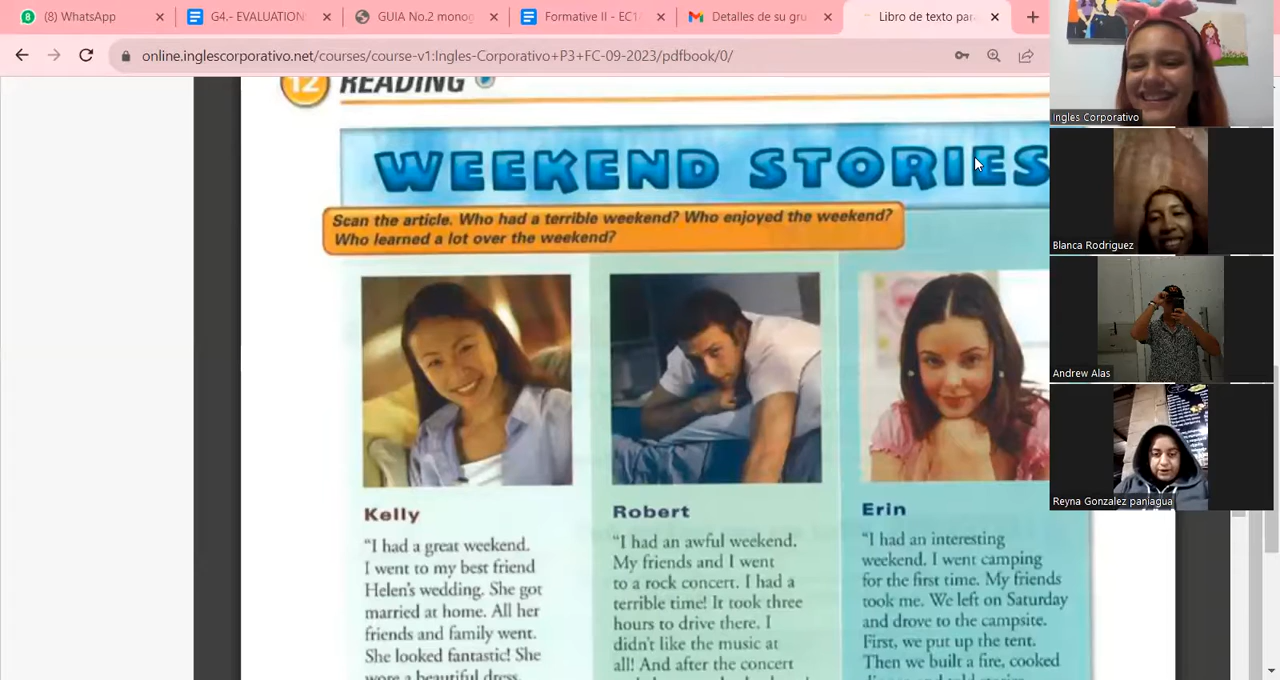 (8) WhatsApp
G4.- EVALUATION
GUIA No.2 monog
Formative II - EC1
Detalles de su gru
Libro de texto par
online.inglescorporativo.net/courses/course-v1:Ingles-Corporativo+P3+FC-09-2023/pdfbook/0/
12 READING
WEEKEND STORIES
Scan the article. Who had a terrible weekend? Who enjoyed the weekend?
Who learned a lot over the weekend?
Kelly
"I had a great weekend.
I went to my best friend
Helen's wedding. She got
married at home. All her
friends and family went.
She looked fantastic! She
wore a beautiful dress.
Robert
"I had an awful weekend.
My friends and I went
to a rock concert. I had a
terrible time! It took three
hours to drive there. I
didn't like the music at
all! And after the concert
Erin
"I had an interesting
weekend. I went camping
for the first time. My friends
took me. We left on Saturday
and drove to the campsite.
First, we put up the tent.
Then we built a fire, cooked
Ingles Corporativo
Blanca Rodriguez
Andrew Alas
Reyna Gonzalez paniagua